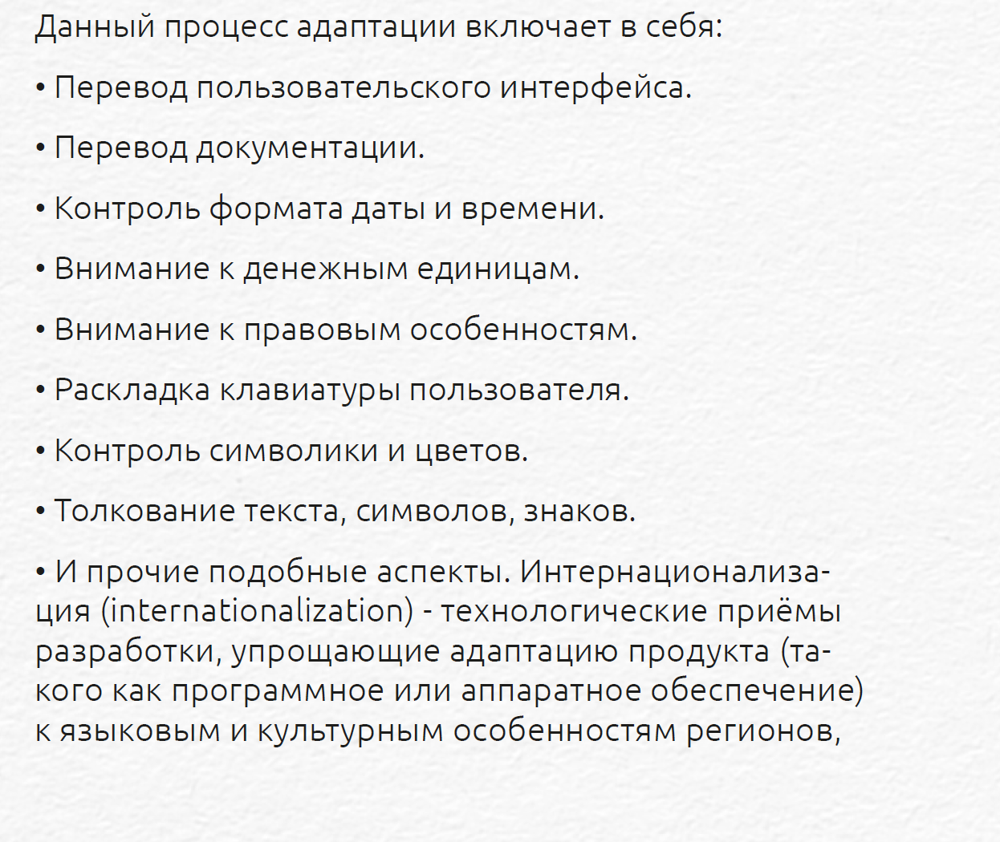 Данный процесс адаптации включает в себя:
• Перевод пользовательского интерфейса.
• Перевод документации.
• Контроль формата даты и времени.
• Внимание к денежным единицам.
• Внимание к правовым особенностям.
• Раскладка клавиатуры пользователя.
• Контроль символики и цветов.
• Толкование текста, символов, знаков.
• И прочие подобные аспекты. Интернационализа-
ция (internationalization) - технологические приёмы
разработки, упрощающие адаптацию продукта (та-
кого как программное или аппаратное обеспечение)
к языковым и культурным особенностям регионов,